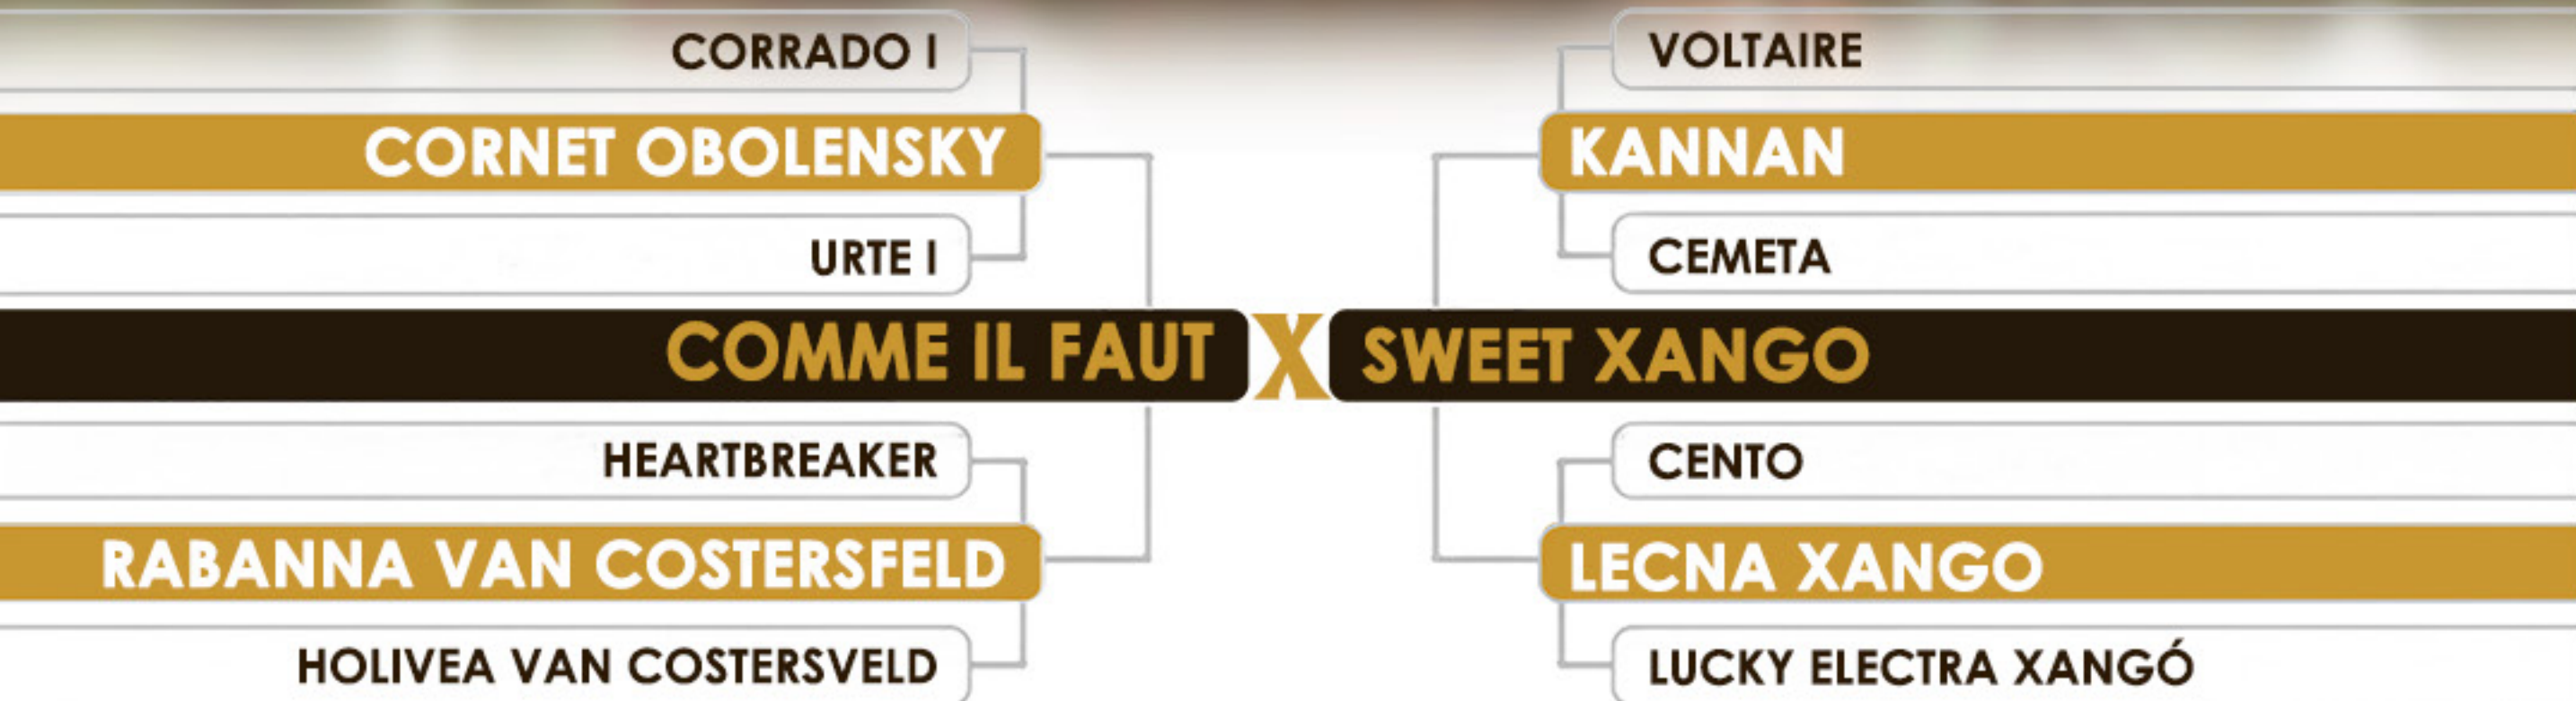 CORRADO I
VOLTAIRE
CORNET OBOLENSKY
KANNAN
URTE I
CEMETA
COMME IL FAUT X SWEET XANGO
HEARTBREAKER
CENTO
RABANNA VAN COSTERSFELD
LECNA XANGO
HOLIVEA VAN COSTERSVELD
LUCKY ELECTRA XANGÓ